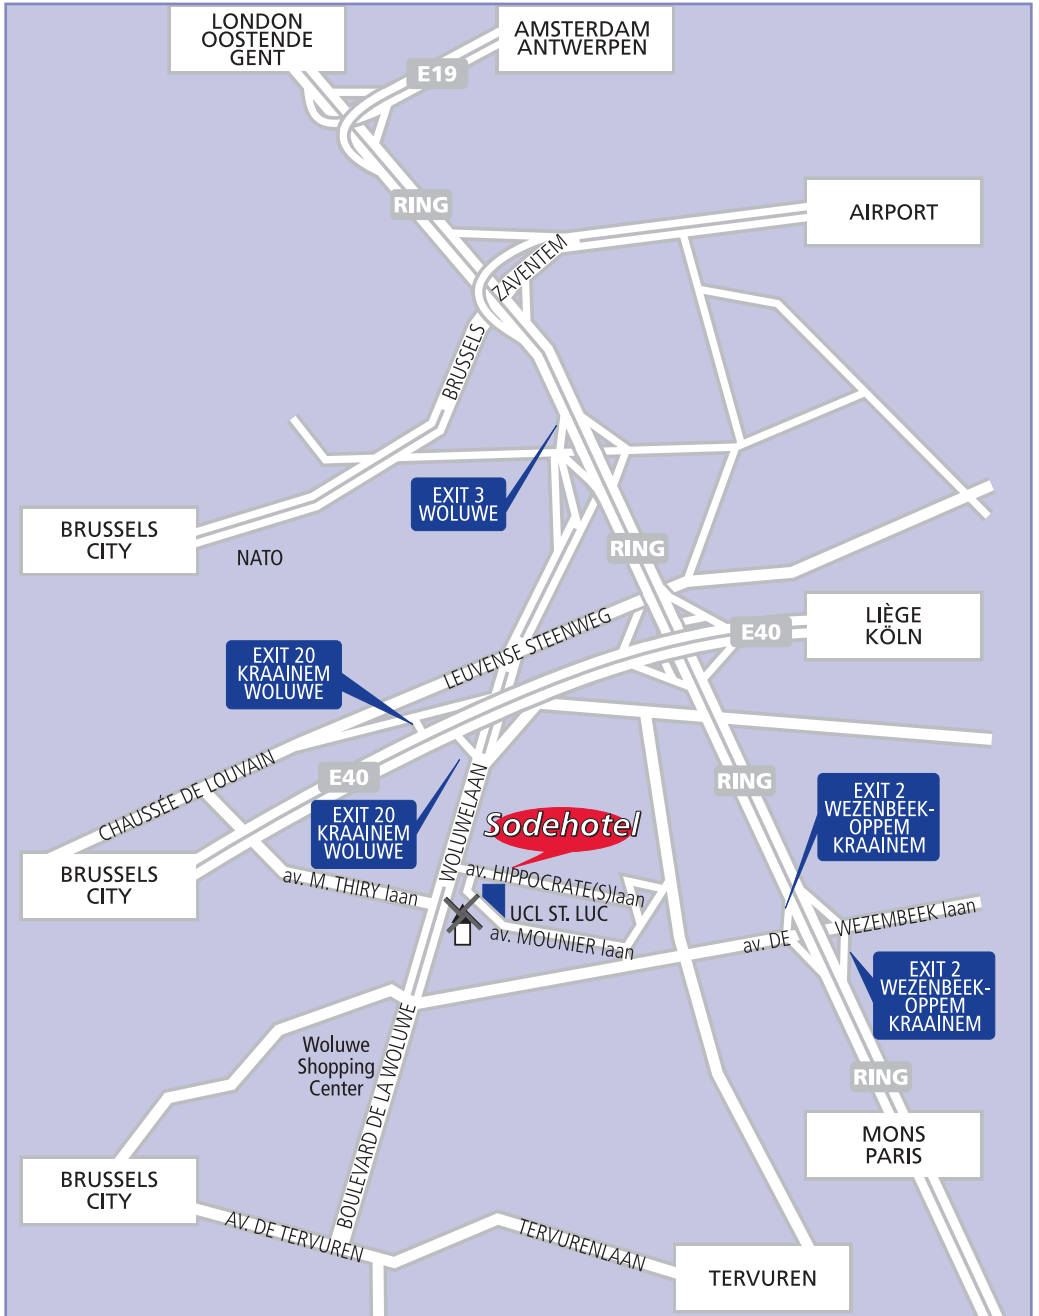 LONDON
OOSTENDE
GENT
AMSTERDAM
ANTWERPEN
E19
RING
AIRPORT
ZAVENTEM
BRUSSELS
EXIT 3
WOLUWE
BRUSSELS
CITY
NATO
RING
LIÈGE
KÖLN
E40
LEUVENSE STEENWEG
EXIT 20
KRAAINEM
WOLUWE
CHAUSSÉE DE LOUVAIN
E40
RING
EXIT 20
KRAAINEM
WOLUWE
WOLUWELAAN
Sodehotel
EXIT 2
WEZENBEEK-
OPPEM
KRAAINEM
BRUSSELS
CITY
av. M. THIRY laan
av. HIPPOCRATE(S)laan
UCL ST. LUC
av. MOUNIER laan
av. DE WEZEMBEEK laan
EXIT 2
WEZENBEEK-
OPPEM
KRAAINEM
Woluwe
Shopping
Center
BOULEVARD DE LA WOLUWE
RING
MONS
PARIS
BRUSSELS
CITY
AV. DE TERVUREN
TERVURENLAAN
TERVUREN